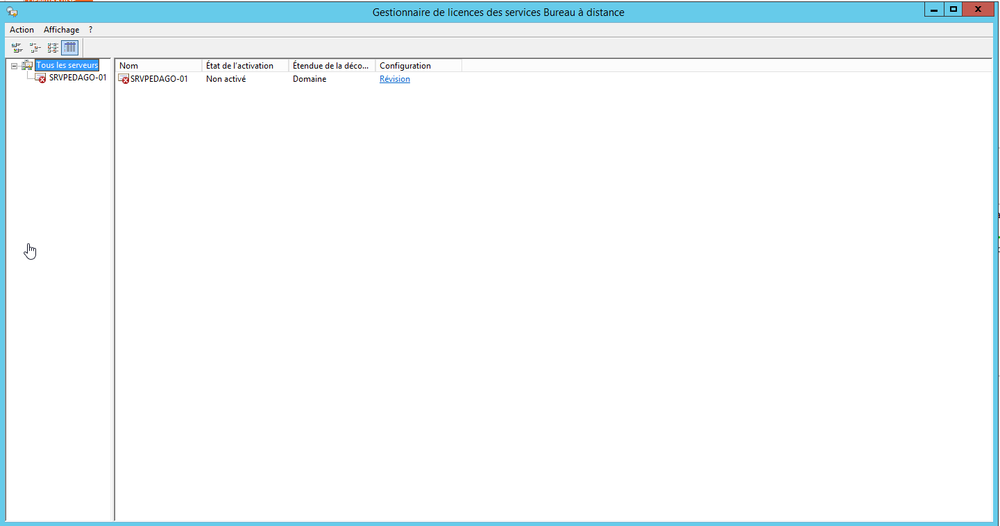 Gestionnaire de licences des services Bureau à distance
Action Affichage ?
Tous les serveurs
SRVPEDAGO-01
Nom État de l'activation Étendue de la déco... Configuration
SRVPEDAGO-01 Non activé Domaine Révision